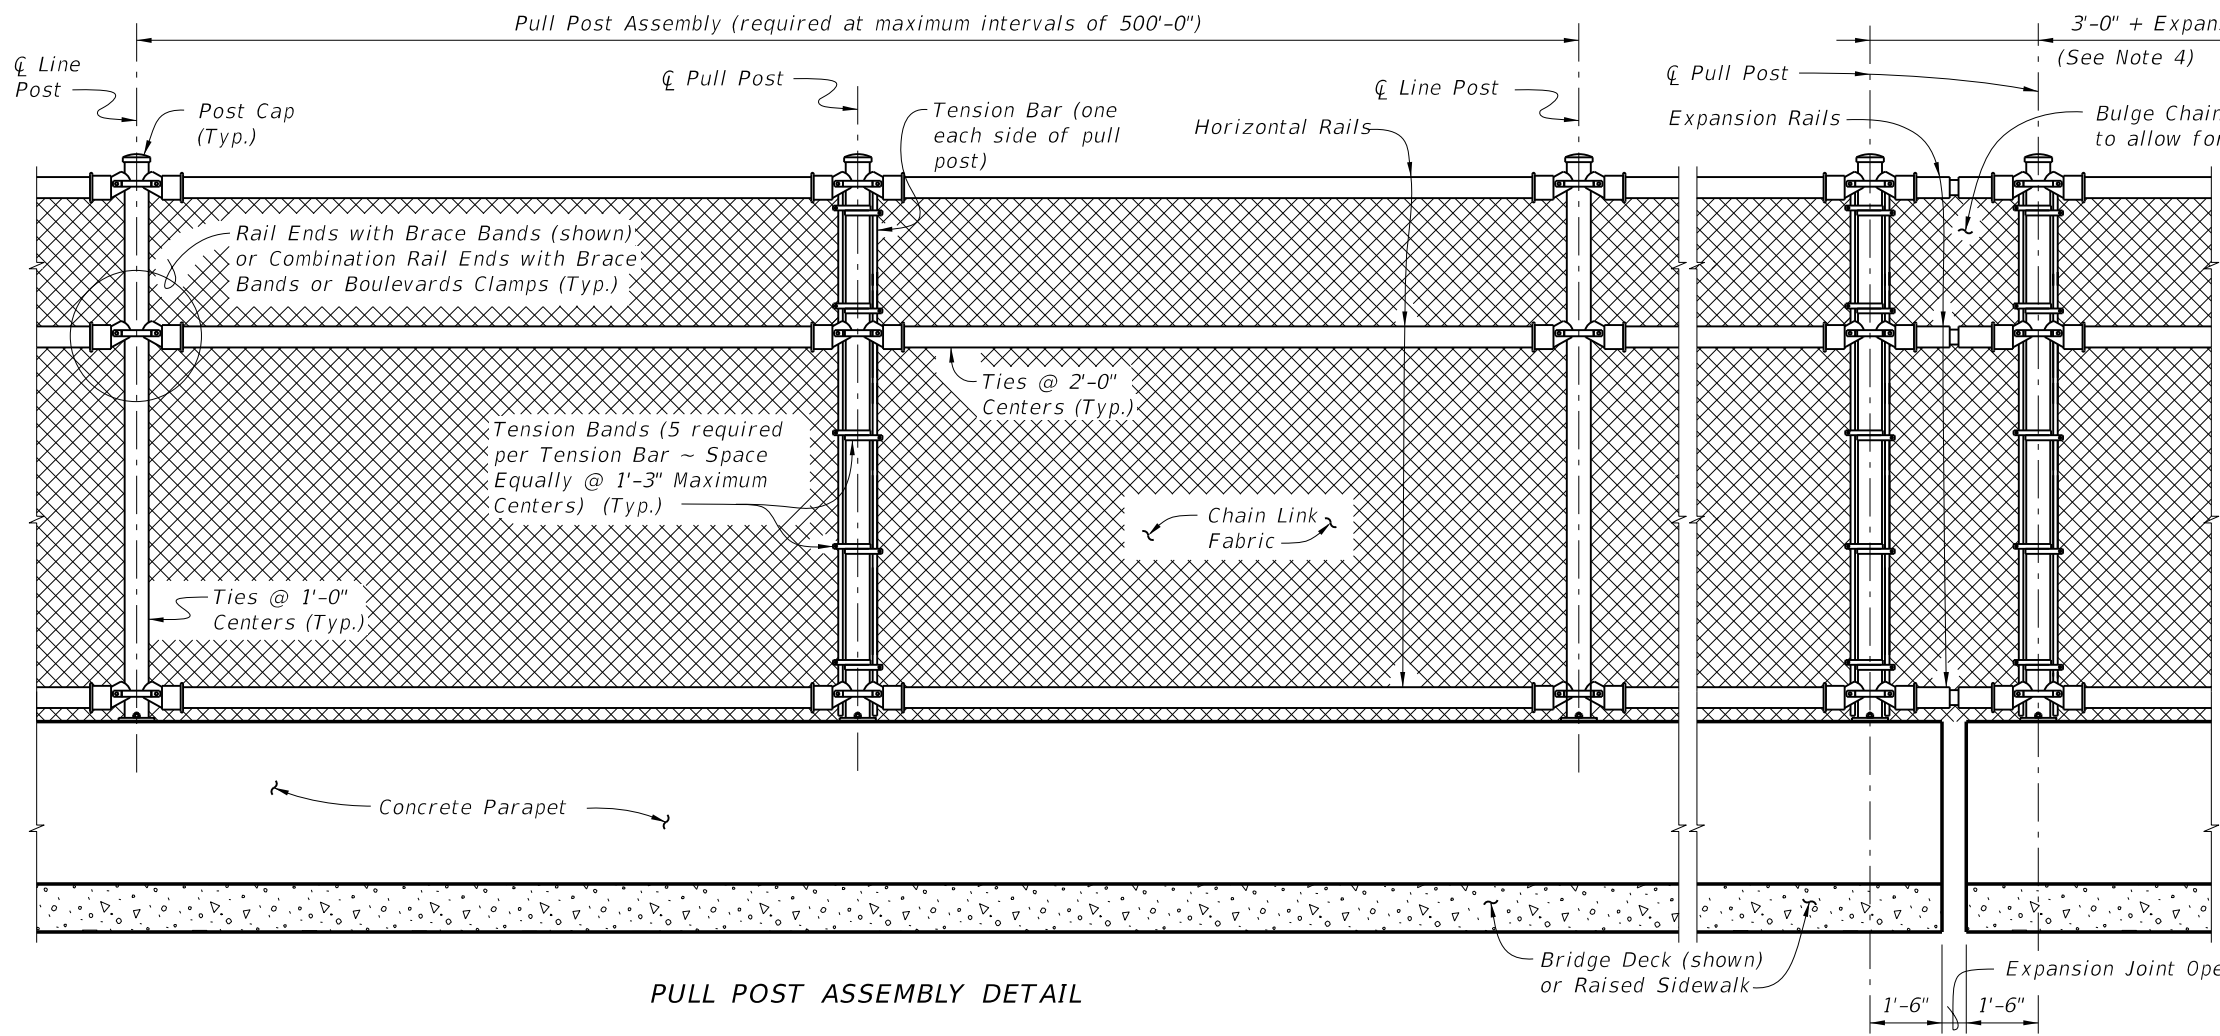 Pull Post Assembly (required at maximum intervals of 500'-0")
3'-0" + Expan
(See Note 4)
℄ Line
Post
℄ Pull Post
℄ Line Post
℄ Pull Post
Post Cap
(Typ.)
Tension Bar (one
each side of pull
post)
Horizontal Rails
Expansion Rails
Bulge Chain
to allow for
Rail Ends with Brace Bands (shown)
or Combination Rail Ends with Brace
Bands or Boulevards Clamps (Typ.)
Ties @ 2'-0"
Centers (Typ.)
Tension Bands (5 required
per Tension Bar ~ Space
Equally @ 1'-3" Maximum
Centers) (Typ.)
Chain Link
Fabric
Ties @ 1'-0"
Centers (Typ.)
Concrete Parapet
Bridge Deck (shown)
or Raised Sidewalk
Expansion Joint Ope
1'-6"
1'-6"
PULL POST ASSEMBLY DETAIL